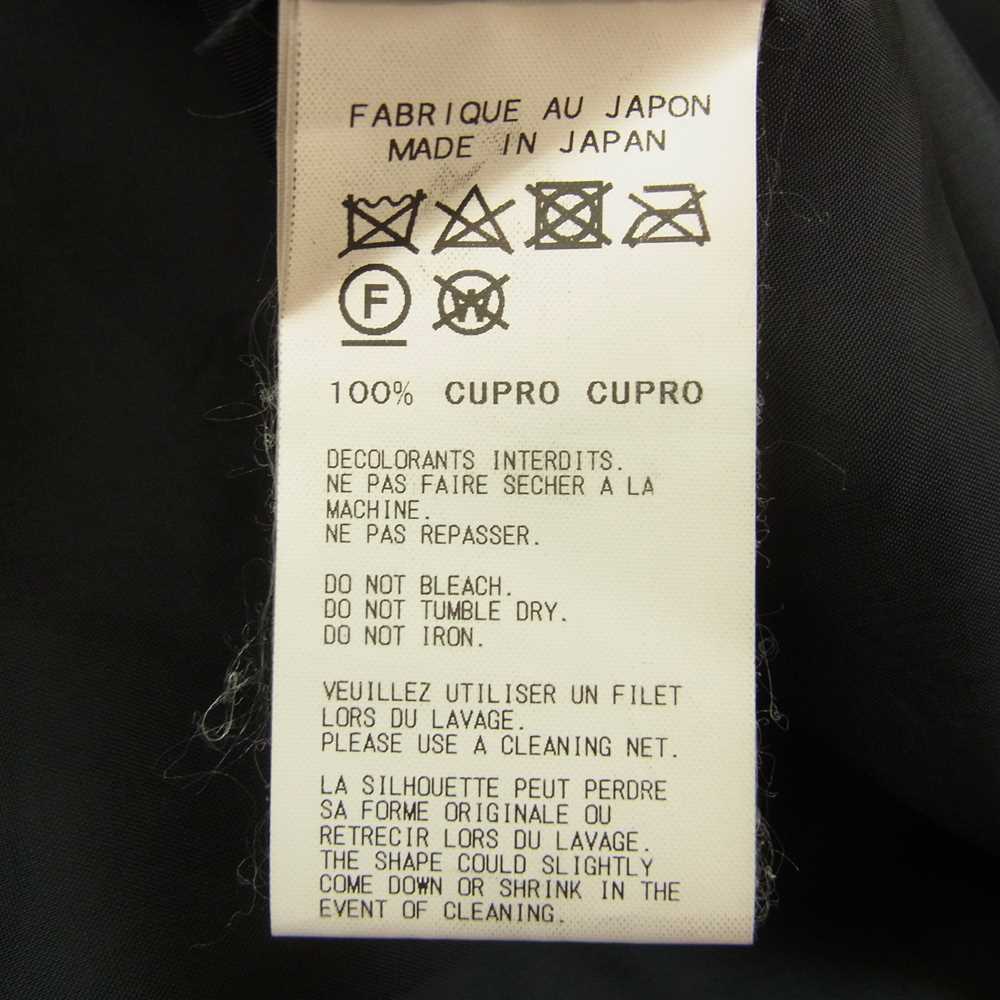 FABRIQUE AU JAPON
MADE IN JAPAN
F W
100% CUPRO CUPRO
DECOLORANTS INTERDITS.
NE PAS FAIRE SECHER A LA
MACHINE.
NE PAS REPASSER.
DO NOT BLEACH.
DO NOT TUMBLE DRY.
DO NOT IRON.
VEUILLEZ UTILISER UN FILET
LORS DU LAVAGE.
PLEASE USE A CLEANING NET.
LA SILHOUETTE PEUT PERDRE
SA FORME ORIGINALE OU
RETRECIR LORS DU LAVAGE.
THE SHAPE COULD SLIGHTLY
COME DOWN OR SHRINK IN THE
EVENT OF CLEANING.